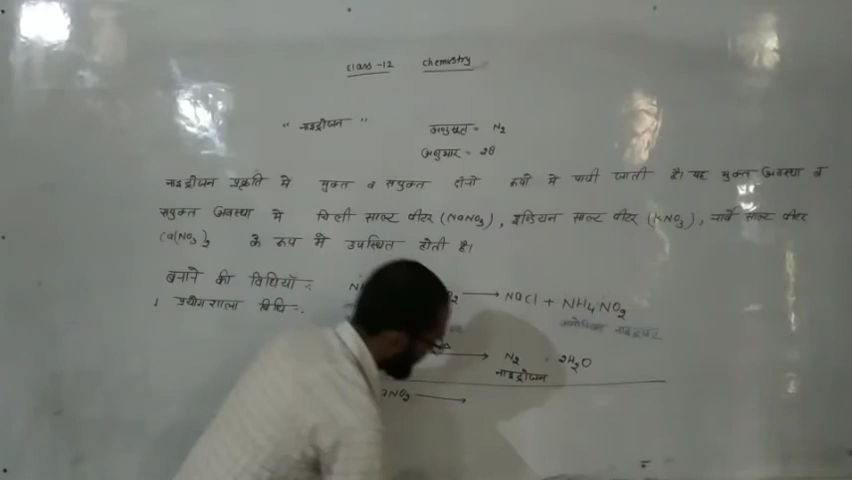 Class -12 Chemistry
" नाइट्रोजन "
अणुसूत्र = N2
अणुभार = 28
नाइट्रोजन प्रकृति मे मुक्त व संयुक्त दोनो रूपो मे पायी जाती है। यह मुक्त अवस्था व
संयुक्त अवस्था मे चिली साल्ट पीटर (NaNO3), इण्डियन साल्ट पीटर (KNO3), नार्वे साल्ट पीटर
Ca(NO3)2 के रूप मे उपस्थित होती है।
बनाने की विधियाँ :
→ NaCl + NH4NO2
1. प्रयोगशाला विधि :-
अमोनियम नाइट्राइट
→ N2 2H2O
नाइट्रोजन
NO2 →